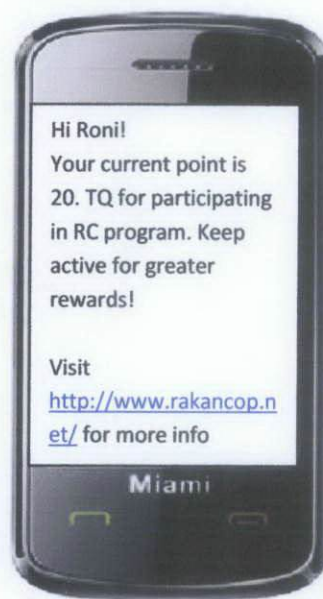 Hi Roni!
Your current point is
20. TQ for participating
in RC program. Keep
active for greater
rewards!
Visit
http://www.rakancop.n
et/ for more info
Miami